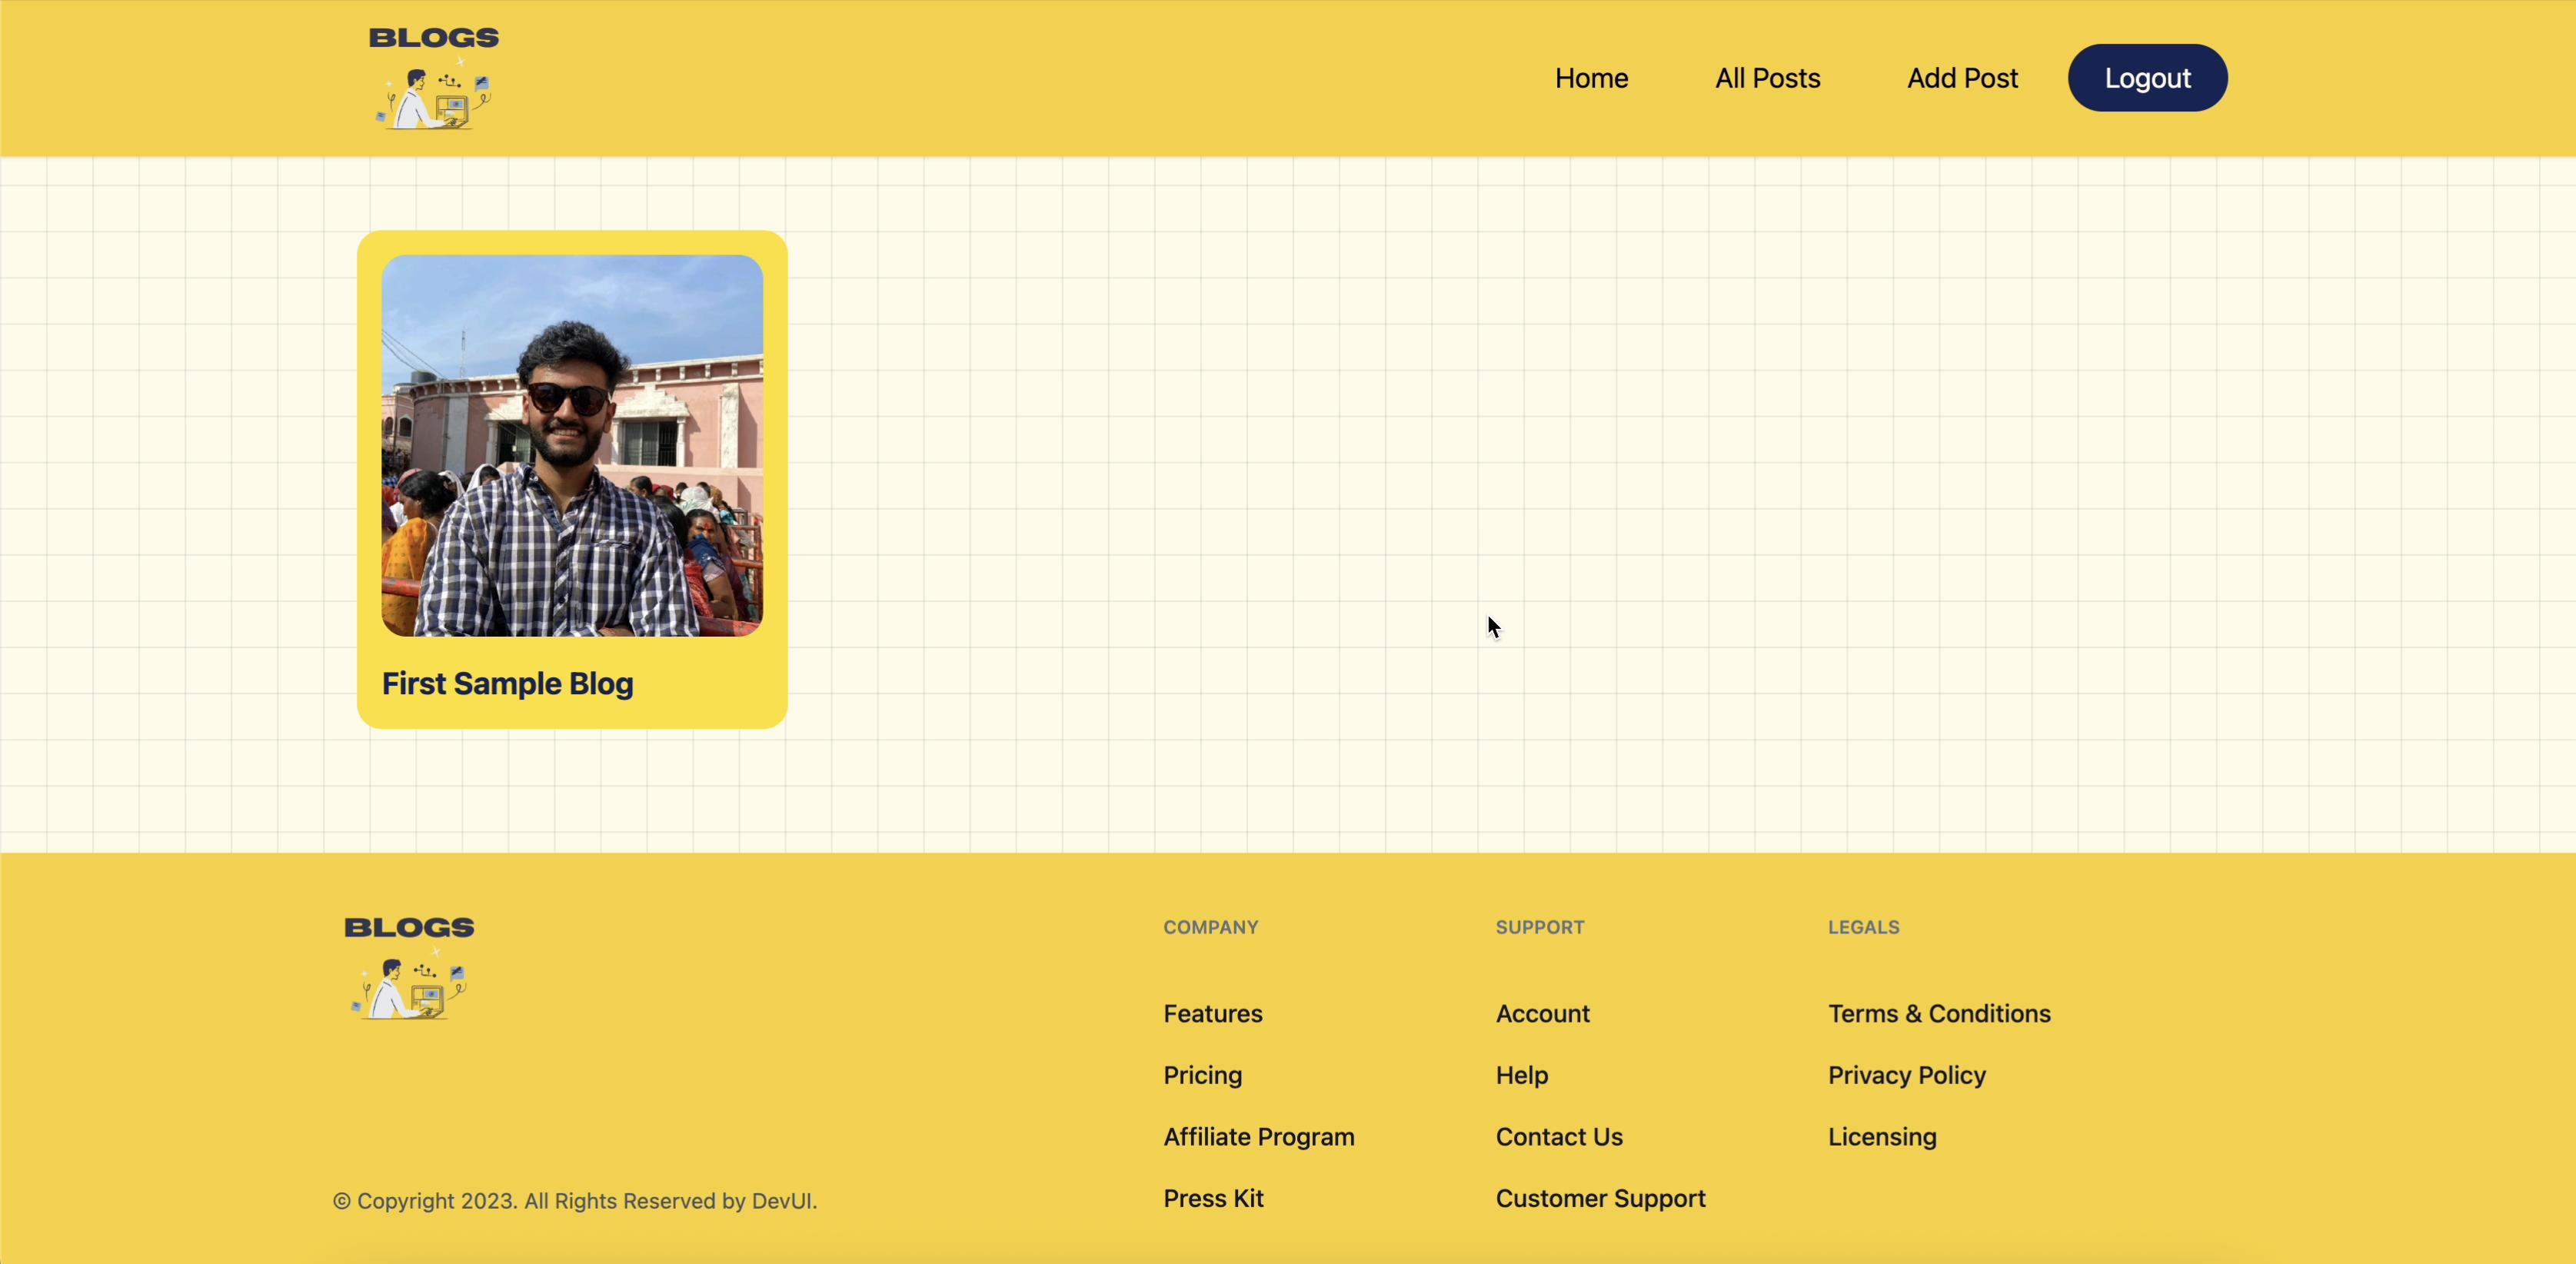 BLOGS
Home
All Posts
Add Post
Logout
First Sample Blog
BLOGS
COMPANY
Features
Pricing
Affiliate Program
Press Kit
SUPPORT
Account
Help
Contact Us
Customer Support
LEGALS
Terms & Conditions
Privacy Policy
Licensing
© Copyright 2023. All Rights Reserved by DevUI.